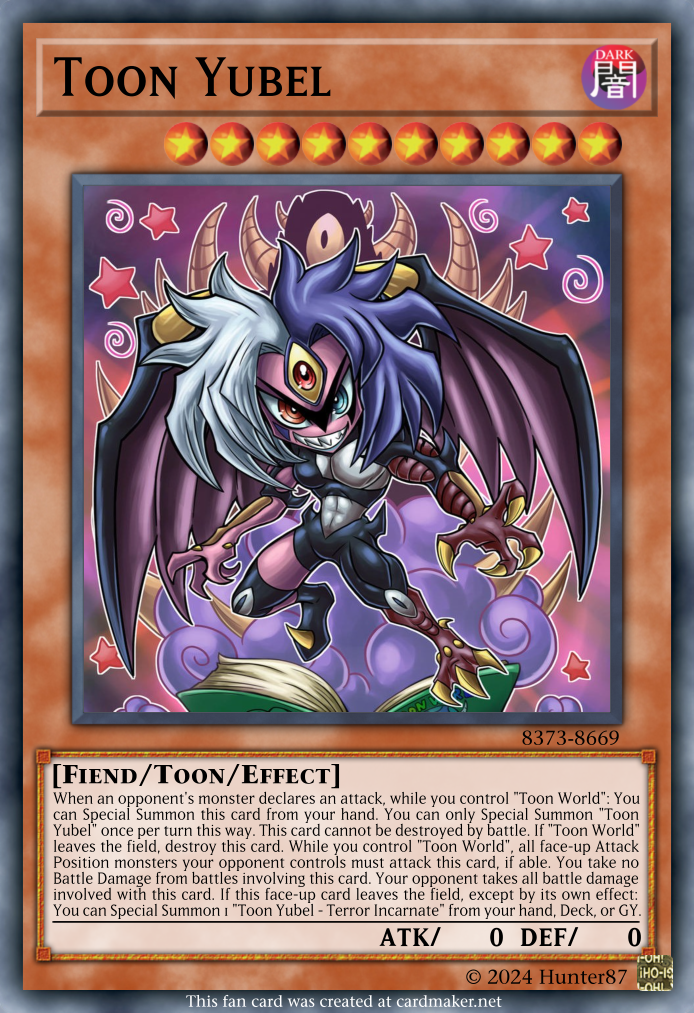 Toon Yubel
DARK
闇
8373-8669
[Fiend/Toon/Effect]
When an opponent's monster declares an attack, while you control "Toon World": You
can Special Summon this card from your hand. You can only Special Summon "Toon
Yubel" once per turn this way. This card cannot be destroyed by battle. If "Toon World"
leaves the field, destroy this card. While you control "Toon World", all face-up Attack
Position monsters your opponent controls must attack this card, if able. You take no
Battle Damage from battles involving this card. Your opponent takes all battle damage
involved with this card. If this face-up card leaves the field, except by its own effect:
You can Special Summon 1 "Toon Yubel - Terror Incarnate" from your hand, Deck, or GY.
ATK/ 0 DEF/ 0
© 2024 Hunter87
This fan card was created at cardmaker.net